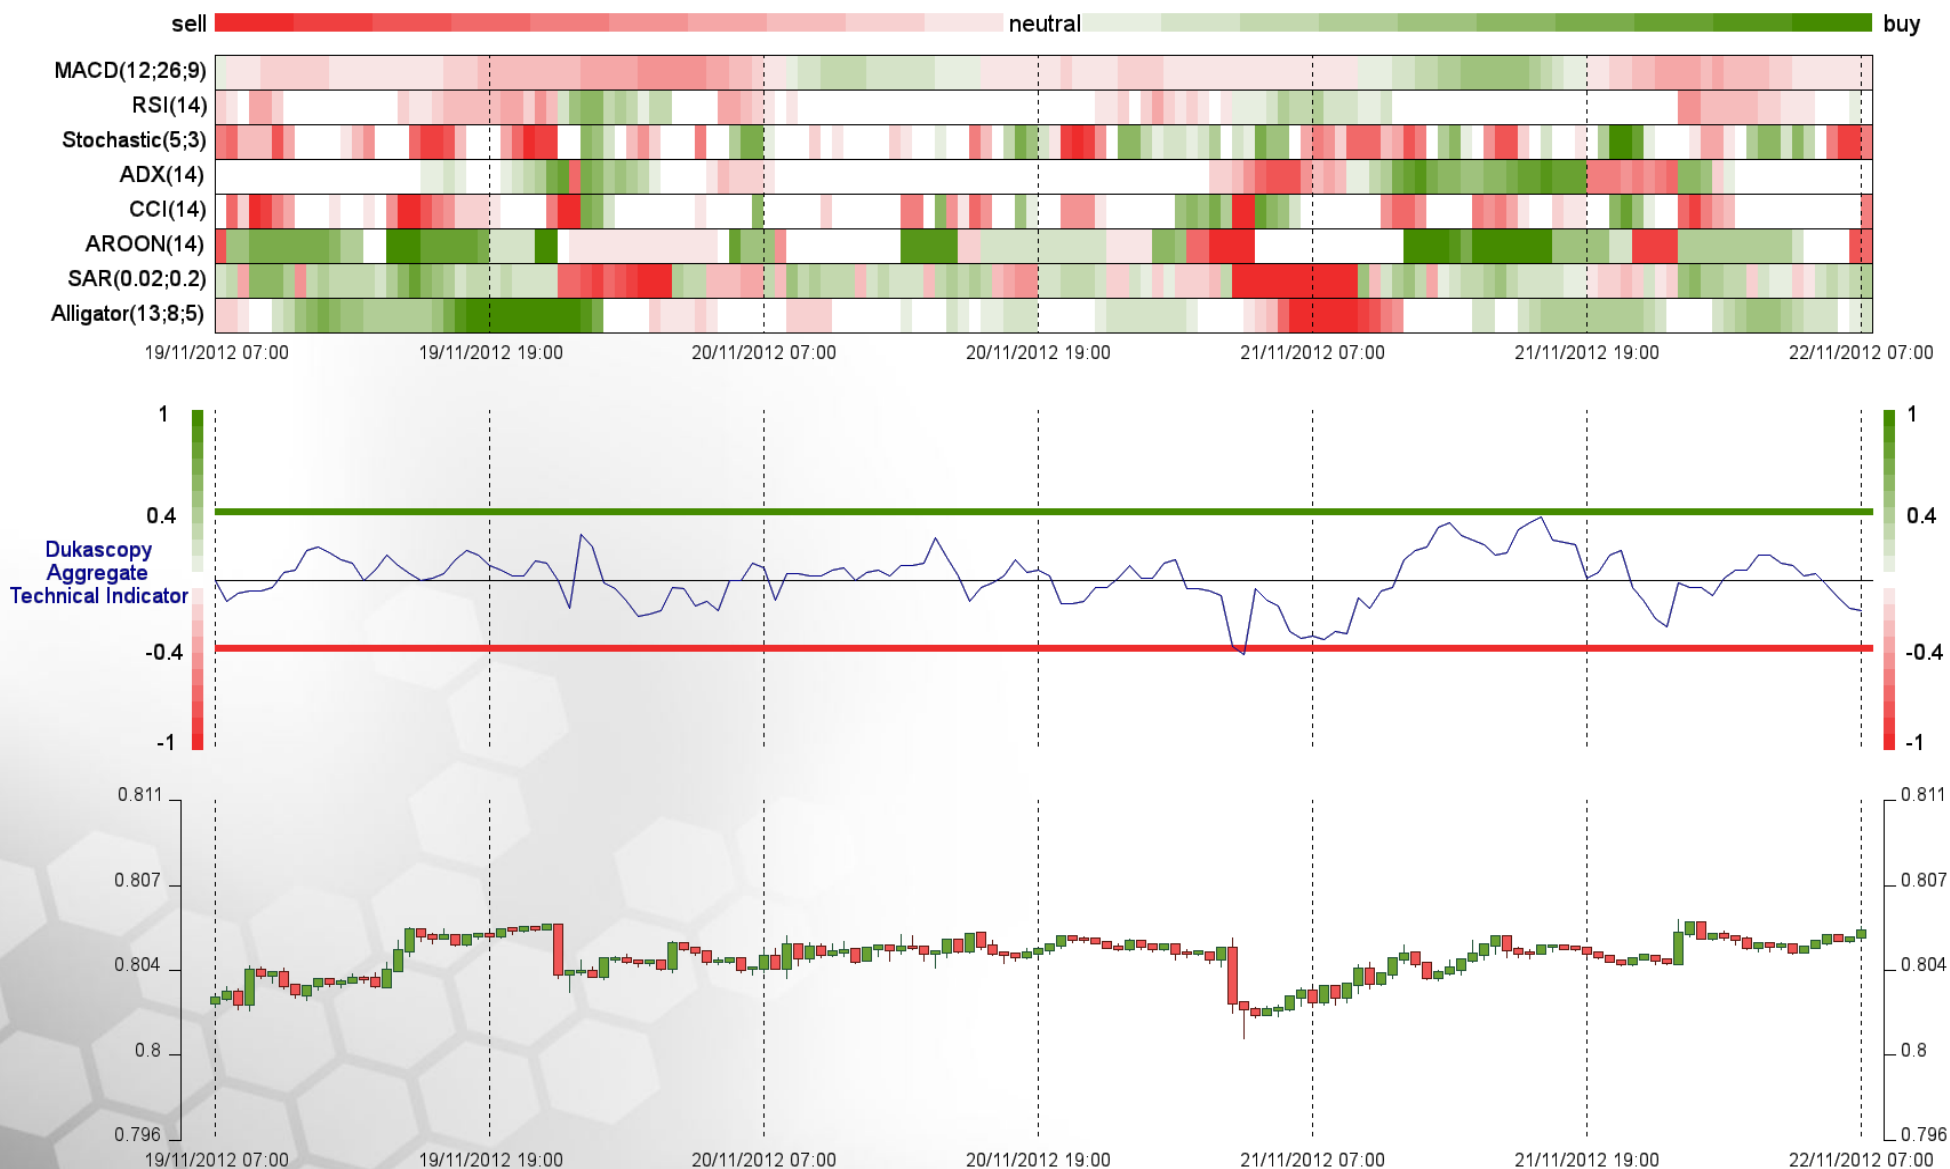 sell neutral buy
MACD(12;26;9)
RSI(14)
Stochastic(5;3)
ADX(14)
CCI(14)
AROON(14)
SAR(0.02;0.2)
Alligator(13;8;5)
19/11/2012 07:00 19/11/2012 19:00 20/11/2012 07:00 20/11/2012 19:00 21/11/2012 07:00 21/11/2012 19:00 22/11/2012 07:00
1 1
0.4 0.4
Dukascopy
Aggregate
Technical Indicator
-0.4 -0.4
-1 -1
0.811 0.811
0.807 0.807
0.804 0.804
0.8 0.8
0.796 0.796
19/11/2012 07:00 19/11/2012 19:00 20/11/2012 07:00 20/11/2012 19:00 21/11/2012 07:00 21/11/2012 19:00 22/11/2012 07:00